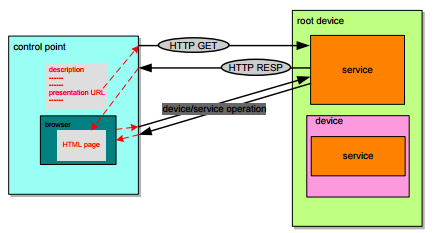 root device
control point
HTTP GET
HTTP RESP
service
description
------
------
presentation URL
------
device/service operation
browser
HTML page
device
service